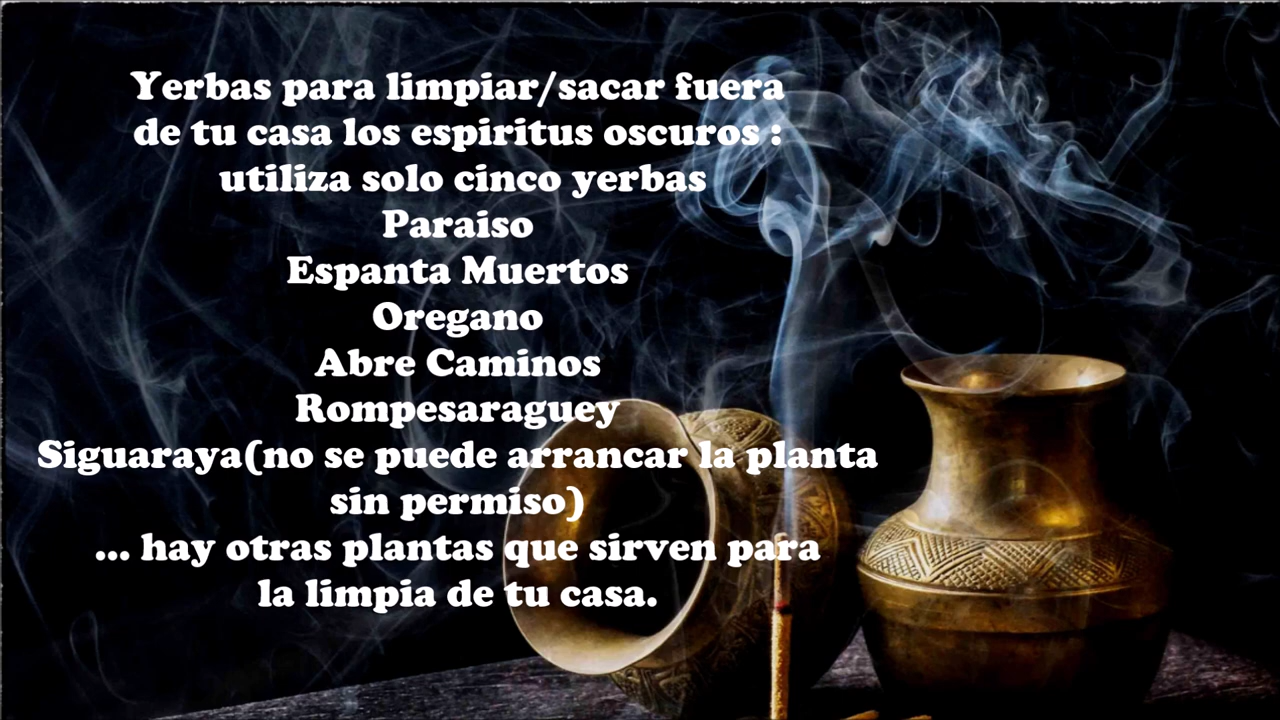 Yerbas para limpiar/sacar fuera
de tu casa los espiritus oscuros :
utiliza solo cinco yerbas
Paraiso
Espanta Muertos
Oregano
Abre Caminos
Rompesaraguey
Siguaraya(no se puede arrancar la planta
sin permiso)
... hay otras plantas que sirven para
la limpia de tu casa.